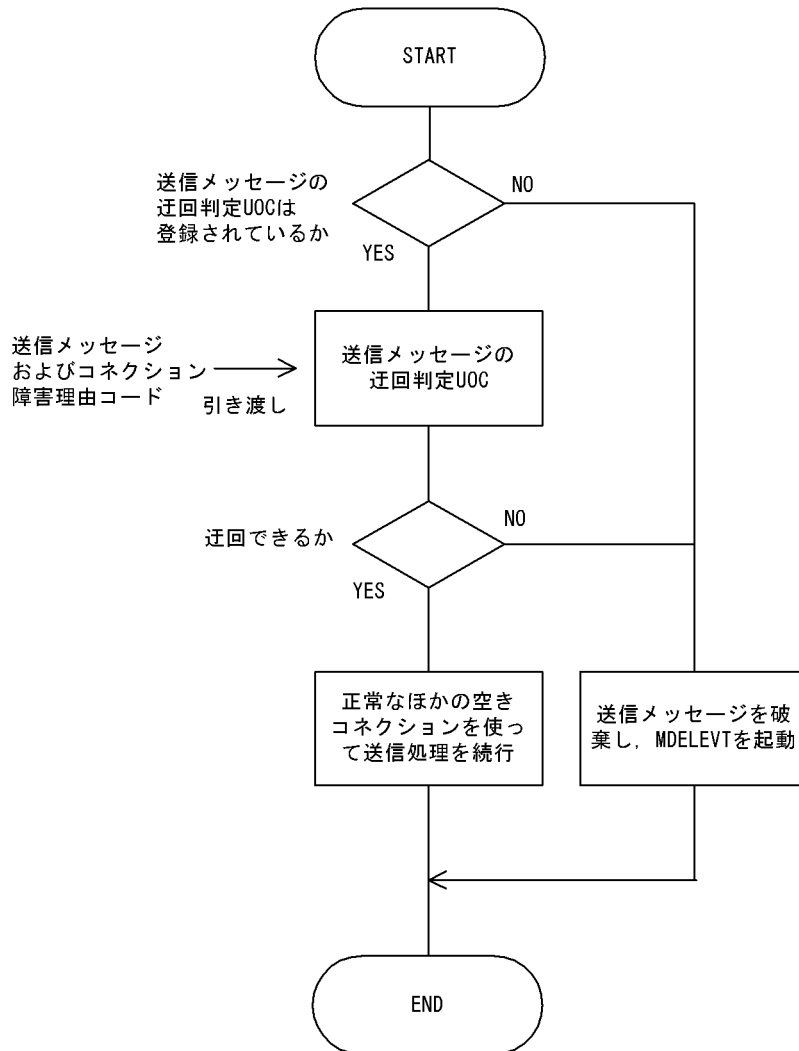 START
送信メッセージの
迂回判定UOCは
登録されているか
NO
YES
送信メッセージ
およびコネクション
障害理由コード
引き渡し
送信メッセージの
迂回判定UOC
迂回できるか
NO
YES
正常なほかの空き
コネクションを使っ
て送信処理を続行
送信メッセージを破
棄し，MDELEVTを起動
END